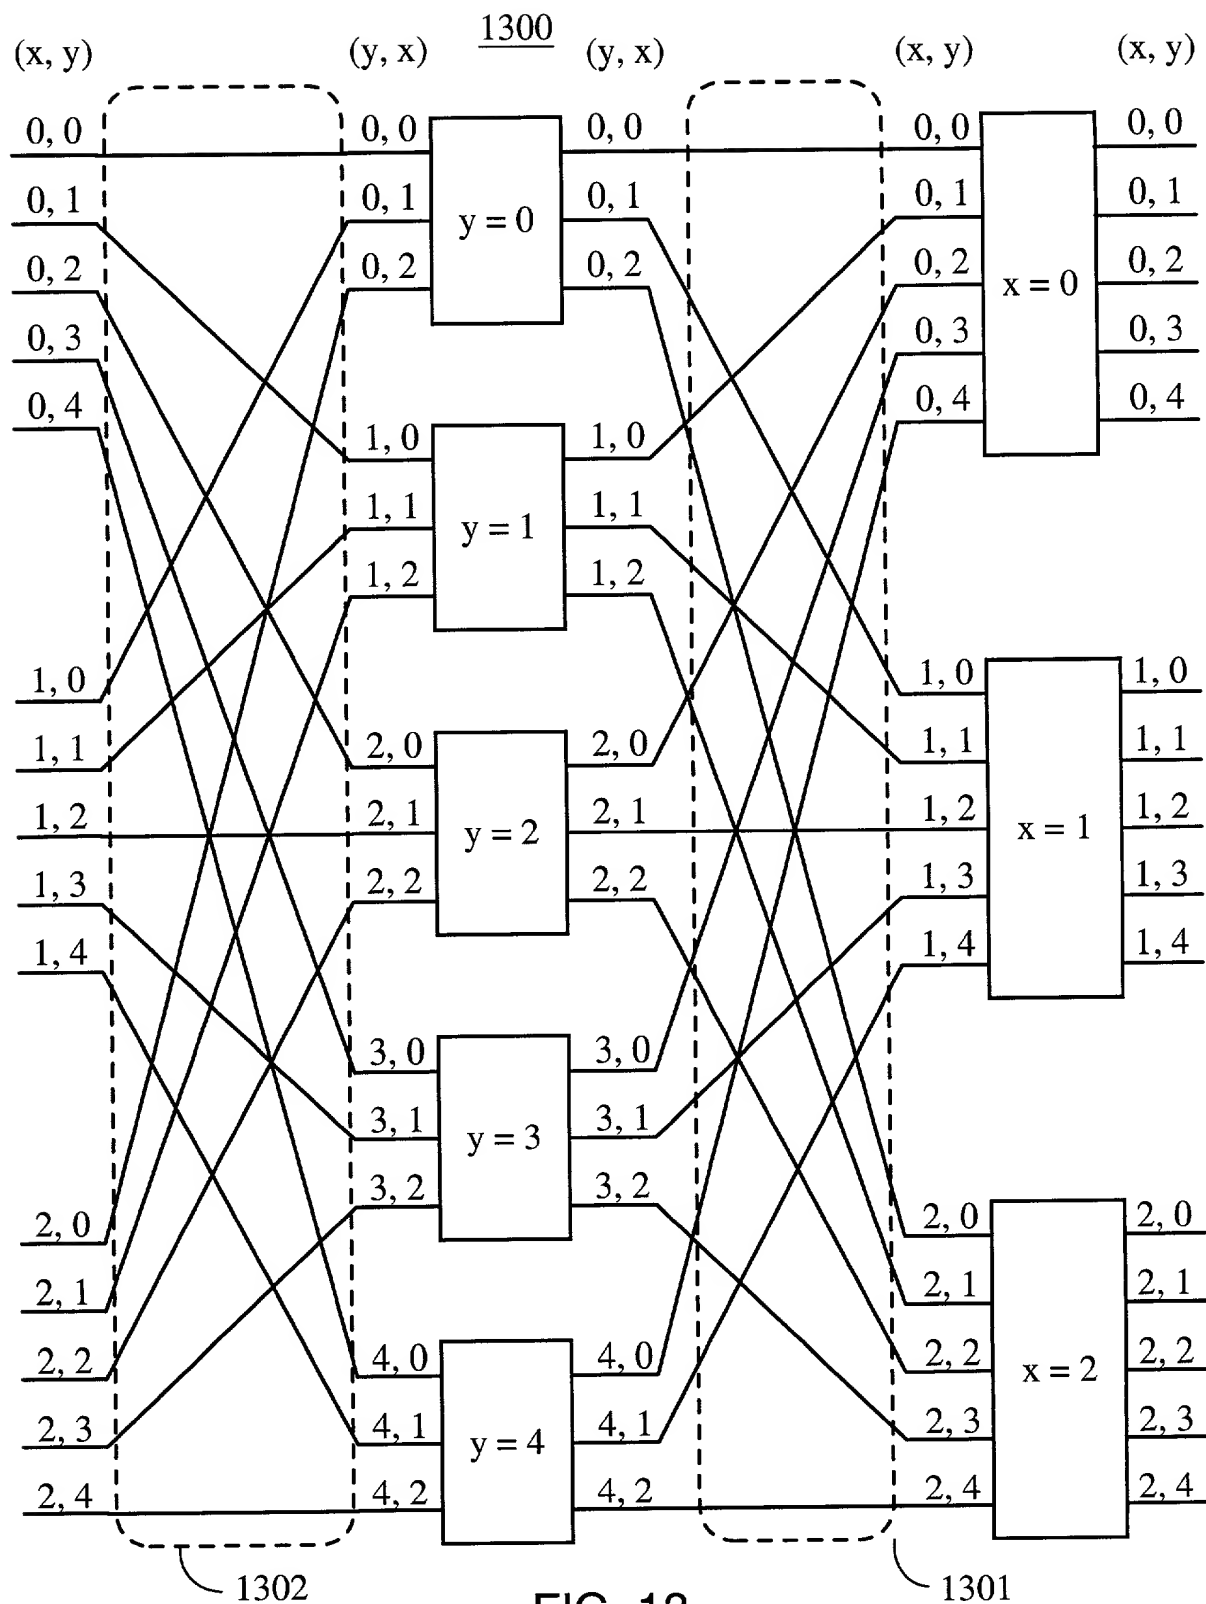 1300
(x, y) (y, x) (y, x) (x, y) (x, y)
0, 0 0, 0 0, 0 0, 0 0, 0
0, 1 0, 1 y = 0 0, 1 0, 1 0, 1
0, 2 0, 2 0, 2 0, 2 x = 0 0, 2
0, 3 0, 3 0, 3
0, 4 0, 4 0, 4
1, 0 1, 0
1, 1 y = 1 1, 1
1, 2 1, 2
1, 0 1, 0 1, 0
1, 1 2, 0 2, 0 1, 1 1, 1
1, 2 2, 1 y = 2 2, 1 1, 2 x = 1 1, 2
1, 3 2, 2 2, 2 1, 3 1, 3
1, 4 1, 4 1, 4
3, 0 3, 0
3, 1 y = 3 3, 1
3, 2 3, 2
2, 0 2, 0 2, 0
2, 1 2, 1 2, 1
2, 2 4, 0 4, 0 2, 2 x = 2 2, 2
2, 3 4, 1 y = 4 4, 1 2, 3 2, 3
2, 4 4, 2 4, 2 2, 4 2, 4
1302 1301
FIG. 13